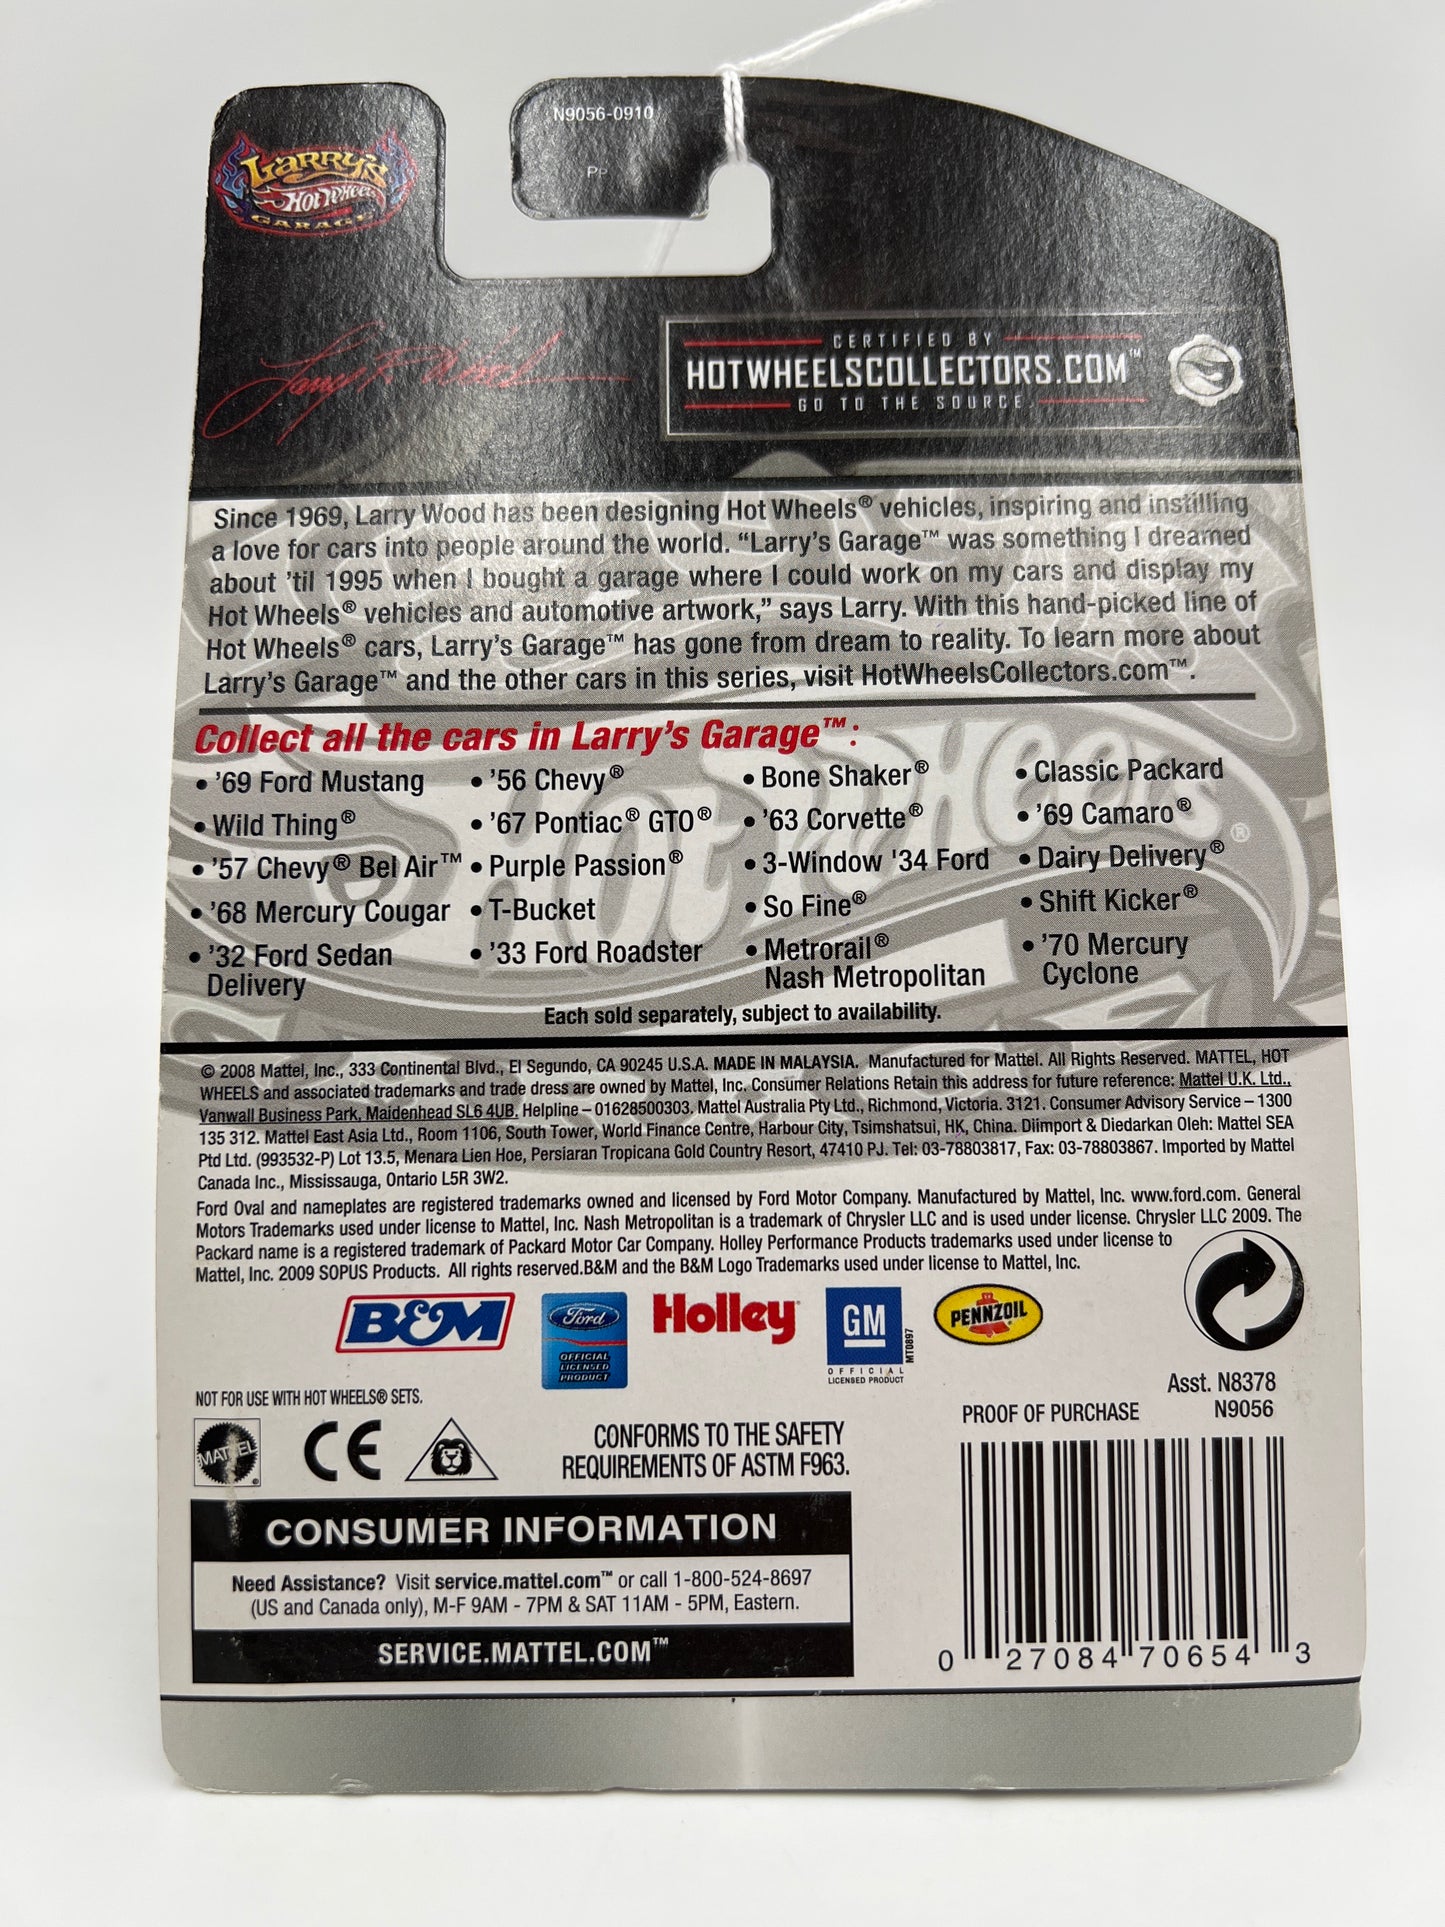 N9056-0910
PP
Larry's
Hot Wheels
GARAGE
Larry R. Wood
CERTIFIED BY
HOTWHEELSCOLLECTORS.COM™
GO TO THE SOURCE
Since 1969, Larry Wood has been designing Hot Wheels® vehicles, inspiring and instilling
a love for cars into people around the world. “Larry's Garage™ was something I dreamed
about 'til 1995 when I bought a garage where I could work on my cars and display my
Hot Wheels® vehicles and automotive artwork,” says Larry. With this hand-picked line of
Hot Wheels® cars, Larry's Garage™ has gone from dream to reality. To learn more about
Larry's Garage™ and the other cars in this series, visit HotWheelsCollectors.com™.
Collect all the cars in Larry's Garage™:
• '69 Ford Mustang
• Wild Thing®
• '57 Chevy® Bel Air™
• '68 Mercury Cougar
• '32 Ford Sedan
Delivery
• '56 Chevy®
• '67 Pontiac® GTO®
• Purple Passion®
• T-Bucket
• '33 Ford Roadster
• Bone Shaker®
• '63 Corvette®
• 3-Window '34 Ford
• So Fine®
• Metrorail®
Nash Metropolitan
• Classic Packard
• '69 Camaro®
• Dairy Delivery®
• Shift Kicker®
• '70 Mercury
Cyclone
Hot Wheels®
Each sold separately, subject to availability.
© 2008 Mattel, Inc., 333 Continental Blvd., El Segundo, CA 90245 U.S.A. MADE IN MALAYSIA. Manufactured for Mattel. All Rights Reserved. MATTEL, HOT
WHEELS and associated trademarks and trade dress are owned by Mattel, Inc. Consumer Relations Retain this address for future reference: Mattel U.K. Ltd.,
Vanwall Business Park, Maidenhead SL6 4UB. Helpline – 01628500303. Mattel Australia Pty Ltd., Richmond, Victoria. 3121. Consumer Advisory Service – 1300
135 312. Mattel East Asia Ltd., Room 1106, South Tower, World Finance Centre, Harbour City, Tsimshatsui, HK, China. Diimport & Diedarkan Oleh: Mattel SEA
Ptd Ltd. (993532-P) Lot 13.5, Menara Lien Hoe, Persiaran Tropicana Gold Country Resort, 47410 PJ. Tel: 03-78803817, Fax: 03-78803867. Imported by Mattel
Canada Inc., Mississauga, Ontario L5R 3W2.
Ford Oval and nameplates are registered trademarks owned and licensed by Ford Motor Company. Manufactured by Mattel, Inc. www.ford.com. General
Motors Trademarks used under license to Mattel, Inc. Nash Metropolitan is a trademark of Chrysler LLC and is used under license. Chrysler LLC 2009. The
Packard name is a registered trademark of Packard Motor Car Company. Holley Performance Products trademarks used under license to
Mattel, Inc. 2009 SOPUS Products. All rights reserved.B&M and the B&M Logo Trademarks used under license to Mattel, Inc.
B&M
Ford
OFFICIAL
LICENSED
PRODUCT
Holley
GM
OFFICIAL
LICENSED PRODUCT
MT0897
PENNZOIL
NOT FOR USE WITH HOT WHEELS® SETS.
MATTEL
CE
CONFORMS TO THE SAFETY
REQUIREMENTS OF ASTM F963.
Asst. N8378
N9056
PROOF OF PURCHASE
CONSUMER INFORMATION
Need Assistance? Visit service.mattel.com™ or call 1-800-524-8697
(US and Canada only), M-F 9AM - 7PM & SAT 11AM - 5PM, Eastern.
SERVICE.MATTEL.COM™
0 27084 70654 3